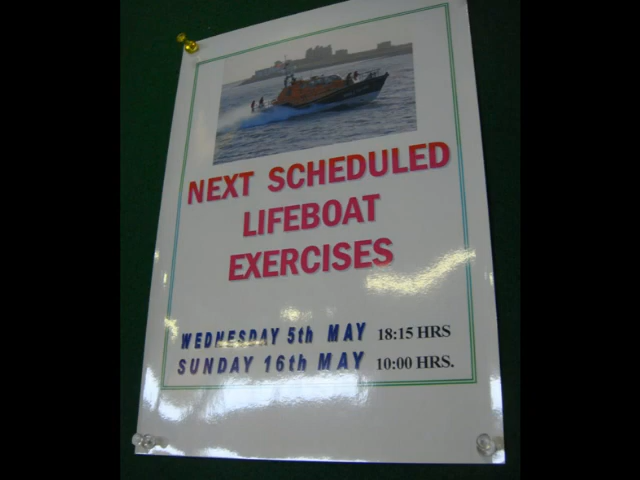 NEXT SCHEDULED
LIFEBOAT
EXERCISES
WEDNESDAY 5th MAY 18:15 HRS
SUNDAY 16th MAY 10:00 HRS.